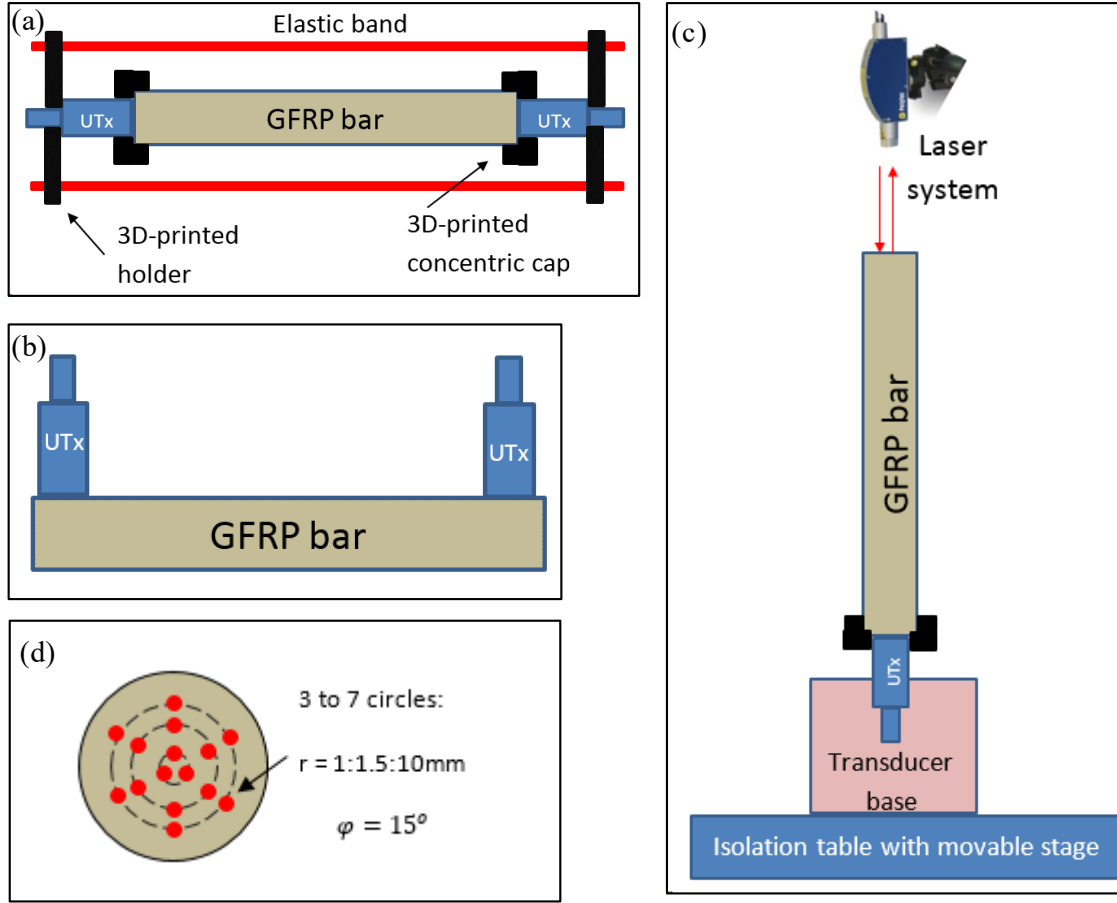 (a)
Elastic band
UTx
GFRP bar
UTx
3D-printed
holder
3D-printed
concentric cap
(b)
UTx
UTx
GFRP bar
(c)
Laser
system
GFRP bar
UTx
Transducer
base
Isolation table with movable stage
(d)
3 to 7 circles:
r = 1:1.5:10mm
φ = 15°